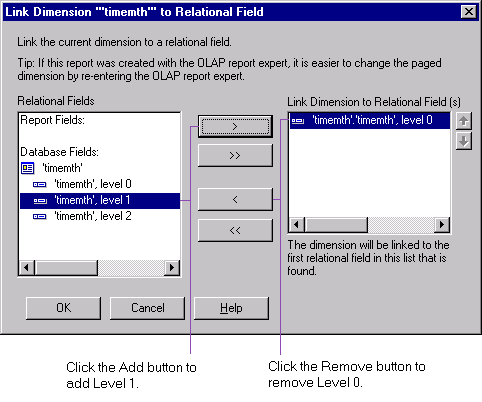 Link Dimension "'timemth'" to Relational Field
Link the current dimension to a relational field.
Tip: If this report was created with the OLAP report expert, it is easier to change the paged
dimension by re-entering the OLAP report expert.
Relational Fields
Report Fields:
Database Fields:
'timemth'
'timemth', level 0
'timemth', level 1
'timemth', level 2
>
>>
<
<<
Link Dimension to Relational Field (s)
'timemth'.'timemth', level 0
The dimension will be linked to the
first relational field in this list that is
found.
OK
Cancel
Help
Click the Add button to
add Level 1.
Click the Remove button to
remove Level 0.